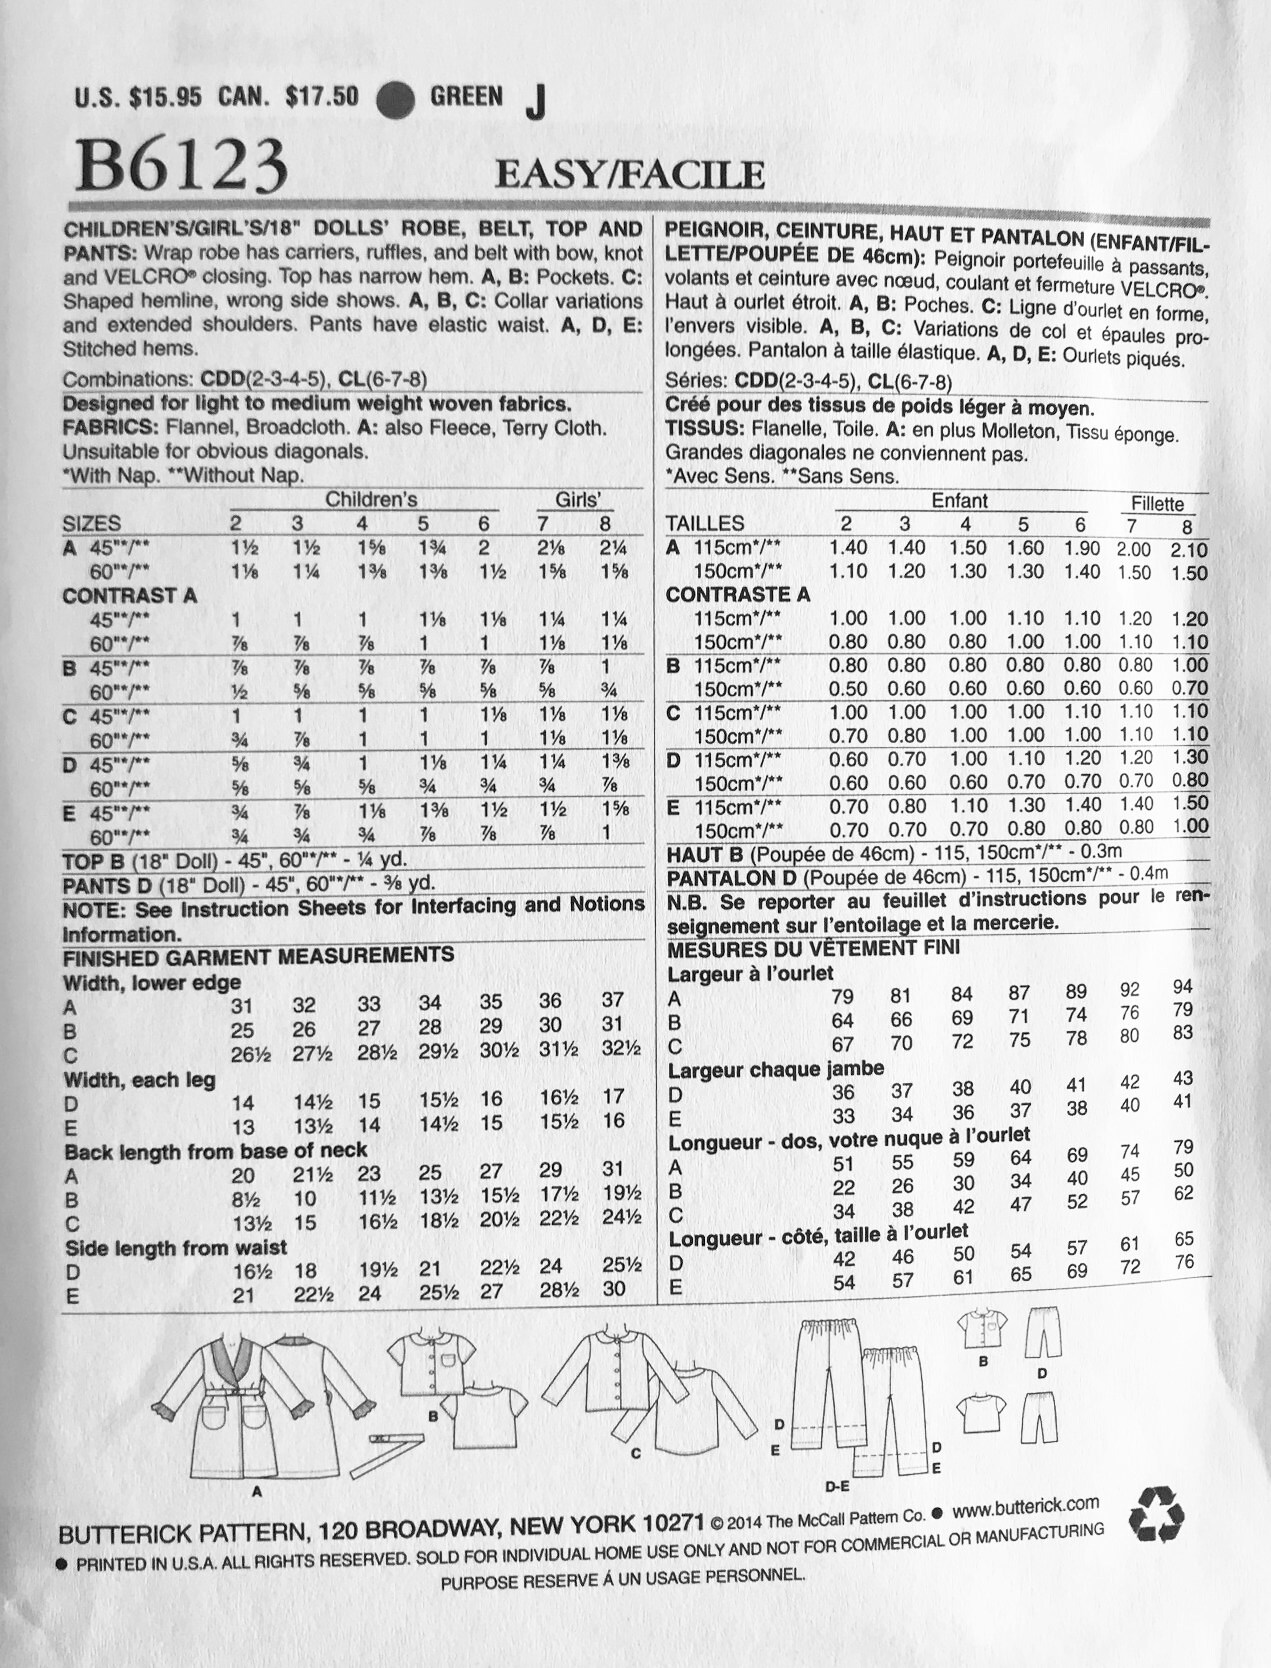 U.S. $15.95 CAN. $17.50 ● GREEN J
B6123 EASY/FACILE
CHILDREN'S/GIRL'S/18" DOLLS' ROBE, BELT, TOP AND
PANTS: Wrap robe has carriers, ruffles, and belt with bow, knot
and VELCRO® closing. Top has narrow hem. A, B: Pockets. C:
Shaped hemline, wrong side shows. A, B, C: Collar variations
and extended shoulders. Pants have elastic waist. A, D, E:
Stitched hems.
Combinations: CDD(2-3-4-5), CL(6-7-8)
Designed for light to medium weight woven fabrics.
FABRICS: Flannel, Broadcloth. A: also Fleece, Terry Cloth.
Unsuitable for obvious diagonals.
*With Nap. **Without Nap.
Children's Girls'
SIZES 2 3 4 5 6 7 8
A 45"*/** 1½ 1½ 1⅝ 1¾ 2 2⅛ 2¼
60"*/** 1⅛ 1¼ 1⅜ 1⅜ 1½ 1⅝ 1⅝
CONTRAST A
45"*/** 1 1 1 1⅛ 1⅛ 1¼ 1¼
60"*/** ⅞ ⅞ ⅞ 1 1 1⅛ 1⅛
B 45"*/** ⅞ ⅞ ⅞ ⅞ ⅞ ⅞ 1
60"*/** ½ ⅝ ⅝ ⅝ ⅝ ⅝ ¾
C 45"*/** 1 1 1 1 1⅛ 1⅛ 1⅛
60"*/** ¾ ⅞ 1 1 1 1⅛ 1⅛
D 45"*/** ⅝ ¾ 1 1⅛ 1¼ 1¼ 1⅜
60"*/** ⅝ ⅝ ⅝ ¾ ¾ ¾ ⅞
E 45"*/** ¾ ⅞ 1⅛ 1⅜ 1½ 1½ 1⅝
60"*/** ¾ ¾ ¾ ⅞ ⅞ ⅞ 1
TOP B (18" Doll) - 45", 60"*/** - ¼ yd.
PANTS D (18" Doll) - 45", 60"*/** - ⅜ yd.
NOTE: See Instruction Sheets for Interfacing and Notions
Information.
FINISHED GARMENT MEASUREMENTS
Width, lower edge
A 31 32 33 34 35 36 37
B 25 26 27 28 29 30 31
C 26½ 27½ 28½ 29½ 30½ 31½ 32½
Width, each leg
D 14 14½ 15 15½ 16 16½ 17
E 13 13½ 14 14½ 15 15½ 16
Back length from base of neck
A 20 21½ 23 25 27 29 31
B 8½ 10 11½ 13½ 15½ 17½ 19½
C 13½ 15 16½ 18½ 20½ 22½ 24½
Side length from waist
D 16½ 18 19½ 21 22½ 24 25½
E 21 22½ 24 25½ 27 28½ 30
PEIGNOIR, CEINTURE, HAUT ET PANTALON (ENFANT/FIL-
LETTE/POUPÉE DE 46cm): Peignoir portefeuille à passants,
volants et ceinture avec nœud, coulant et fermeture VELCRO®.
Haut à ourlet étroit. A, B: Poches. C: Ligne d'ourlet en forme,
l'envers visible. A, B, C: Variations de col et épaules pro-
longées. Pantalon à taille élastique. A, D, E: Ourlets piqués.
Séries: CDD(2-3-4-5), CL(6-7-8)
Créé pour des tissus de poids léger à moyen.
TISSUS: Flanelle, Toile. A: en plus Molleton, Tissu éponge.
Grandes diagonales ne conviennent pas.
*Avec Sens. **Sans Sens.
Enfant Fillette
TAILLES 2 3 4 5 6 7 8
A 115cm*/** 1.40 1.40 1.50 1.60 1.90 2.00 2.10
150cm*/** 1.10 1.20 1.30 1.30 1.40 1.50 1.50
CONTRASTE A
115cm*/** 1.00 1.00 1.00 1.10 1.10 1.20 1.20
150cm*/** 0.80 0.80 0.80 1.00 1.00 1.10 1.10
B 115cm*/** 0.80 0.80 0.80 0.80 0.80 0.80 1.00
150cm*/** 0.50 0.60 0.60 0.60 0.60 0.60 0.70
C 115cm*/** 1.00 1.00 1.00 1.00 1.10 1.10 1.10
150cm*/** 0.70 0.80 1.00 1.00 1.00 1.10 1.10
D 115cm*/** 0.60 0.70 1.00 1.10 1.20 1.20 1.30
150cm*/** 0.60 0.60 0.60 0.70 0.70 0.70 0.80
E 115cm*/** 0.70 0.80 1.10 1.30 1.40 1.40 1.50
150cm*/** 0.70 0.70 0.70 0.80 0.80 0.80 1.00
HAUT B (Poupée de 46cm) - 115, 150cm*/** - 0.3m
PANTALON D (Poupée de 46cm) - 115, 150cm*/** - 0.4m
N.B. Se reporter au feuillet d'instructions pour le ren-
seignement sur l'entoilage et la mercerie.
MESURES DU VÊTEMENT FINI
Largeur à l'ourlet
A 79 81 84 87 89 92 94
B 64 66 69 71 74 76 79
C 67 70 72 75 78 80 83
Largeur chaque jambe
D 36 37 38 40 41 42 43
E 33 34 36 37 38 40 41
Longueur - dos, votre nuque à l'ourlet
A 51 55 59 64 69 74 79
B 22 26 30 34 40 45 50
C 34 38 42 47 52 57 62
Longueur - côté, taille à l'ourlet
D 42 46 50 54 57 61 65
E 54 57 61 65 69 72 76
A
B
C
D
E
D
E
D-E
B
D
BUTTERICK PATTERN, 120 BROADWAY, NEW YORK 10271 © 2014 The McCall Pattern Co. ● www.butterick.com
● PRINTED IN U.S.A. ALL RIGHTS RESERVED. SOLD FOR INDIVIDUAL HOME USE ONLY AND NOT FOR COMMERCIAL OR MANUFACTURING
PURPOSE RESERVE Á UN USAGE PERSONNEL.